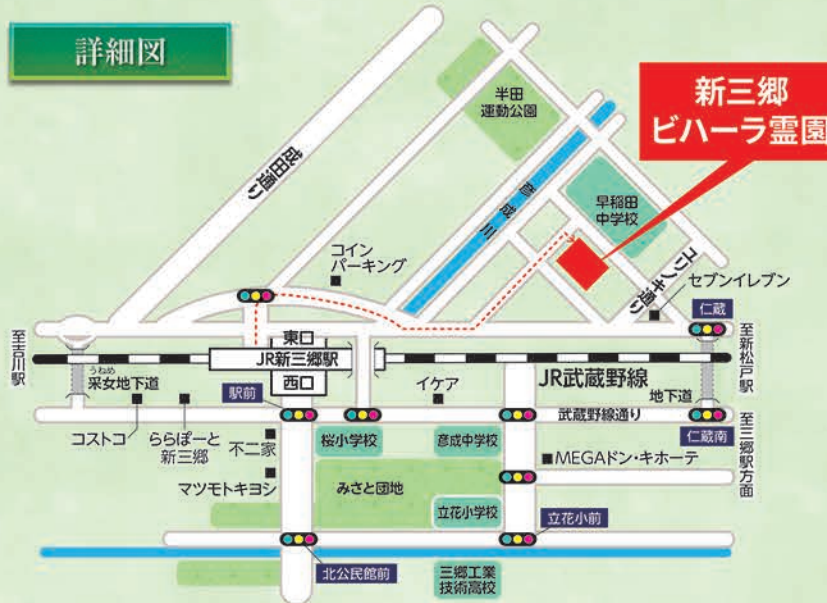 詳細図
新三郷
ビハーラ霊園
半田
運動公園
成田通り
彦成川
早稲田
中学校
コイン
パーキング
ユリノキ通り
セブンイレブン
仁蔵
至吉川駅
東口
JR新三郷駅
西口
至新松戸駅
うねめ
采女地下道
駅前
イケア
JR武蔵野線
地下道
武蔵野線通り
仁蔵南
至三郷駅方面
コストコ
ららぽーと
新三郷
不二家
桜小学校
彦成中学校
MEGAドン・キホーテ
マツモトキヨシ
みさと団地
立花小学校
立花小前
北公民館前
三郷工業
技術高校